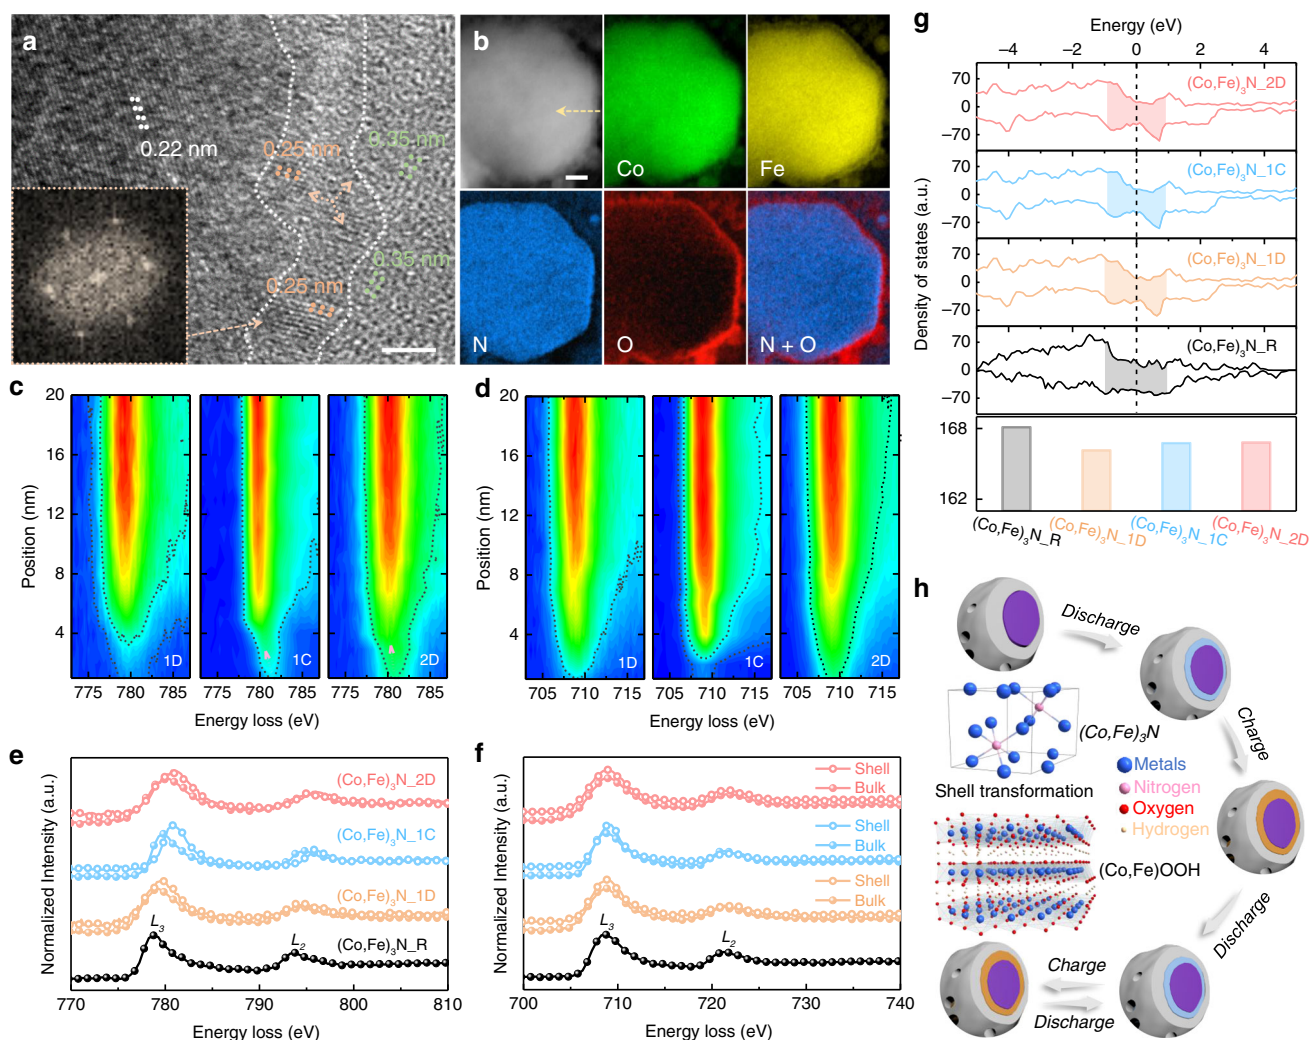 a
0.22 nm
0.25 nm
0.35 nm
0.35 nm
0.25 nm
b
Co
Fe
N
O
N + O
c
Position (nm)
20
16
12
8
4
1D
1C
2D
775 780 785
775 780 785
775 780 785
Energy loss (eV)
d
Position (nm)
20
16
12
8
4
1D
1C
2D
705 710 715
705 710 715
705 710 715
Energy loss (eV)
e
Normalized Intensity (a.u.)
(Co,Fe)₃N_2D
(Co,Fe)₃N_1C
(Co,Fe)₃N_1D
L₃
L₂
(Co,Fe)₃N_R
770 780 790 800 810
Energy loss (eV)
f
Normalized Intensity (a.u.)
Shell
Bulk
Shell
Bulk
Shell
Bulk
L₃
L₂
700 710 720 730 740
Energy loss (eV)
g
Energy (eV)
−4 −2 0 2 4
Density of states (a.u.)
70
0
−70
(Co,Fe)₃N_2D
70
0
−70
(Co,Fe)₃N_1C
70
0
−70
(Co,Fe)₃N_1D
70
0
−70
(Co,Fe)₃N_R
168
162
(Co,Fe)₃N_R
(Co,Fe)₃N_1D
(Co,Fe)₃N_1C
(Co,Fe)₃N_2D
h
Discharge
Charge
(Co,Fe)₃N
Metals
Nitrogen
Oxygen
Hydrogen
Shell transformation
(Co,Fe)OOH
Discharge
Charge
Discharge